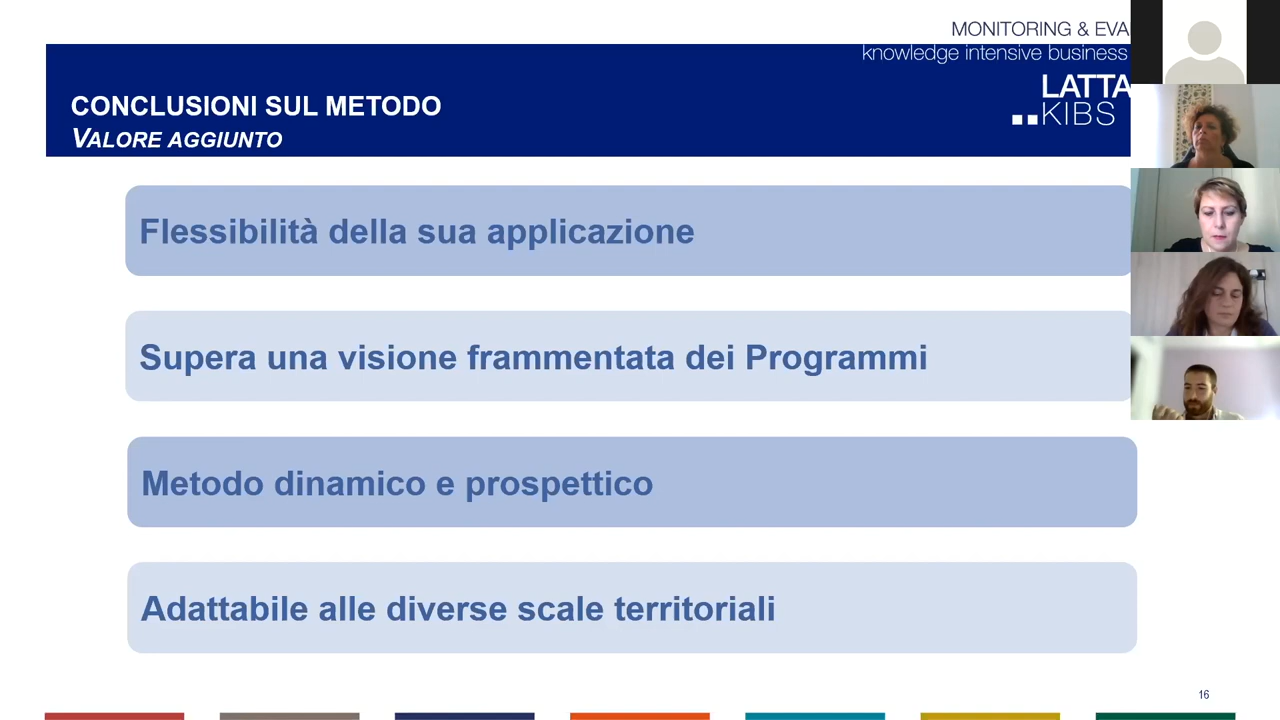 MONITORING & EVA
knowledge intensive business
LATTA
KIBS
CONCLUSIONI SUL METODO
VALORE AGGIUNTO
Flessibilità della sua applicazione
Supera una visione frammentata dei Programmi
Metodo dinamico e prospettico
Adattabile alle diverse scale territoriali
16